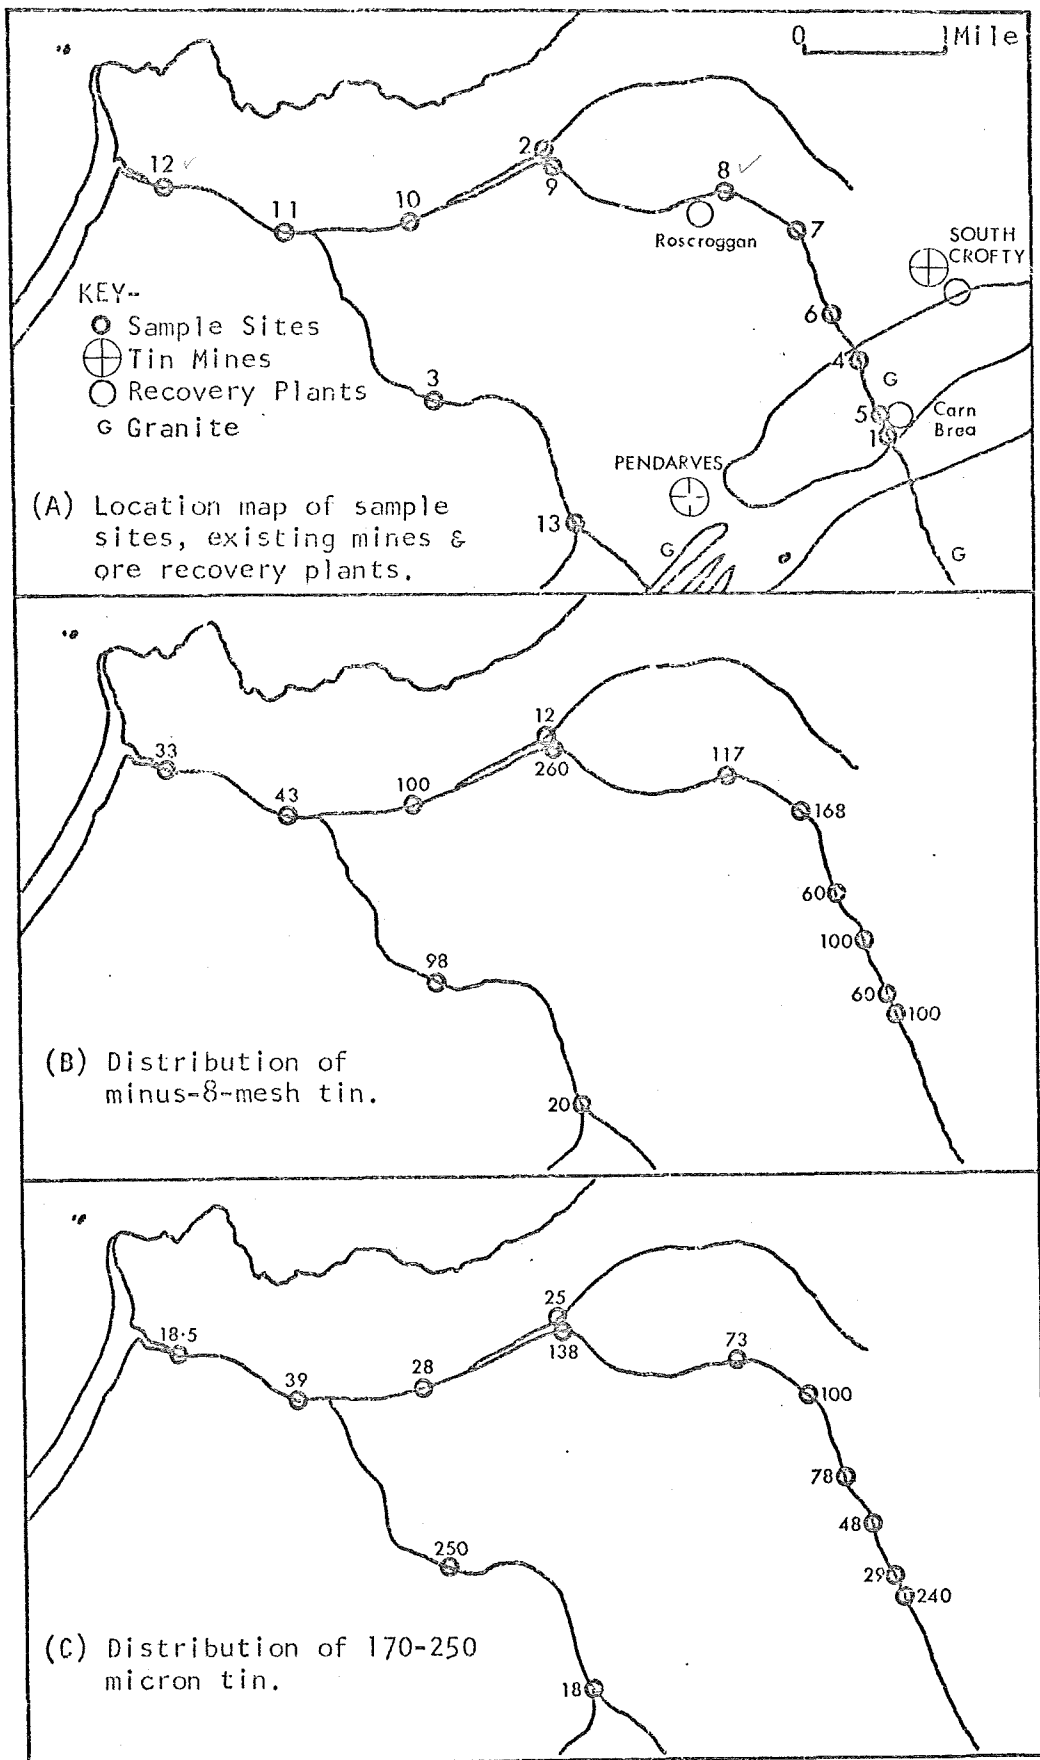 0 1Mile
2
12
8
9
10
11
7
Roscroggan
SOUTH
CROFTY
KEY-
Sample Sites
6
Tin Mines
4
G
Recovery Plants
3
5
Carn
Brea
G Granite
1
PENDARVES
(A) Location map of sample
sites, existing mines &
ore recovery plants.
13
G
G
12
33
260
117
43
100
168
60
100
98
60
100
(B) Distribution of
minus-8-mesh tin.
20
25
18·5
138
73
39
28
100
78
48
250
29
240
(C) Distribution of 170-250
micron tin.
18